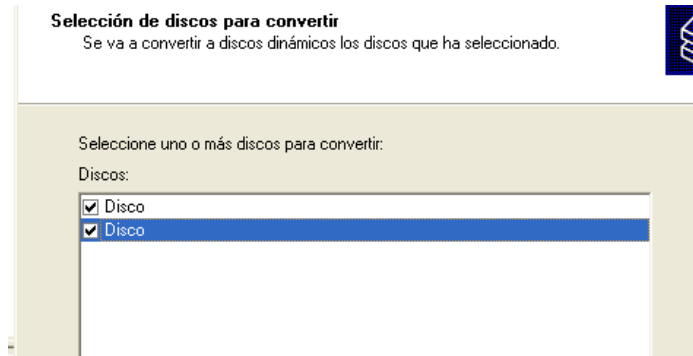 Selección de discos para convertir
Se va a convertir a discos dinámicos los discos que ha seleccionado.
Seleccione uno o más discos para convertir:
Discos:
Disco
Disco